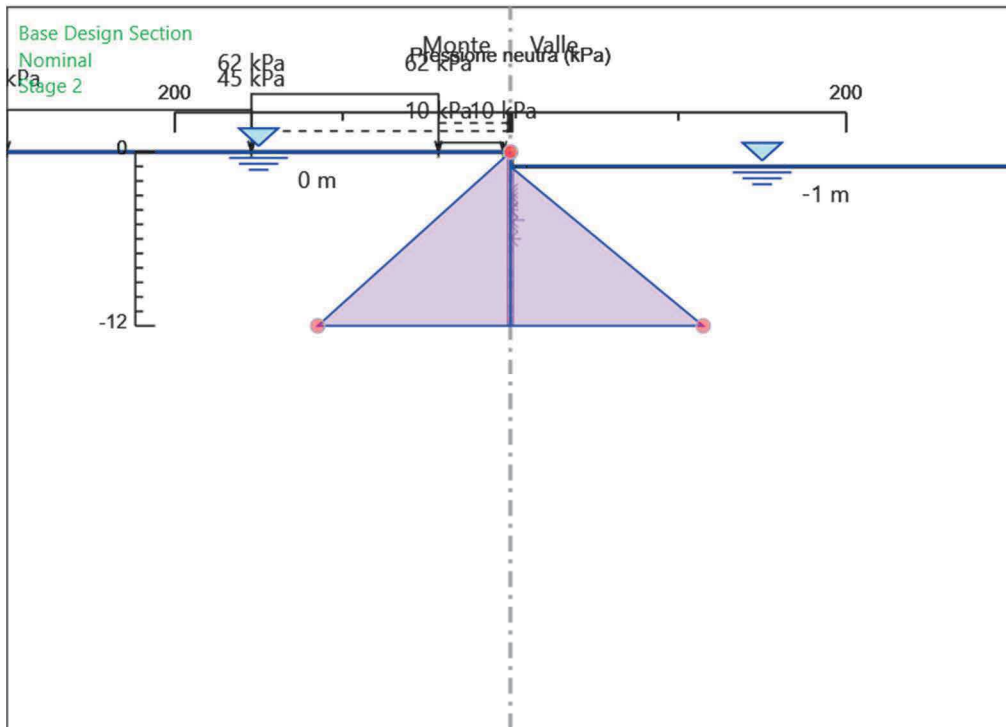 Base Design Section
Nominal
Stage 2
Monte Valle
Pressione neutra (kPa)
62 kPa
62 kPa
kPa
45 kPa
200
200
10 kPa
10 kPa
0
0 m
-1 m
-12